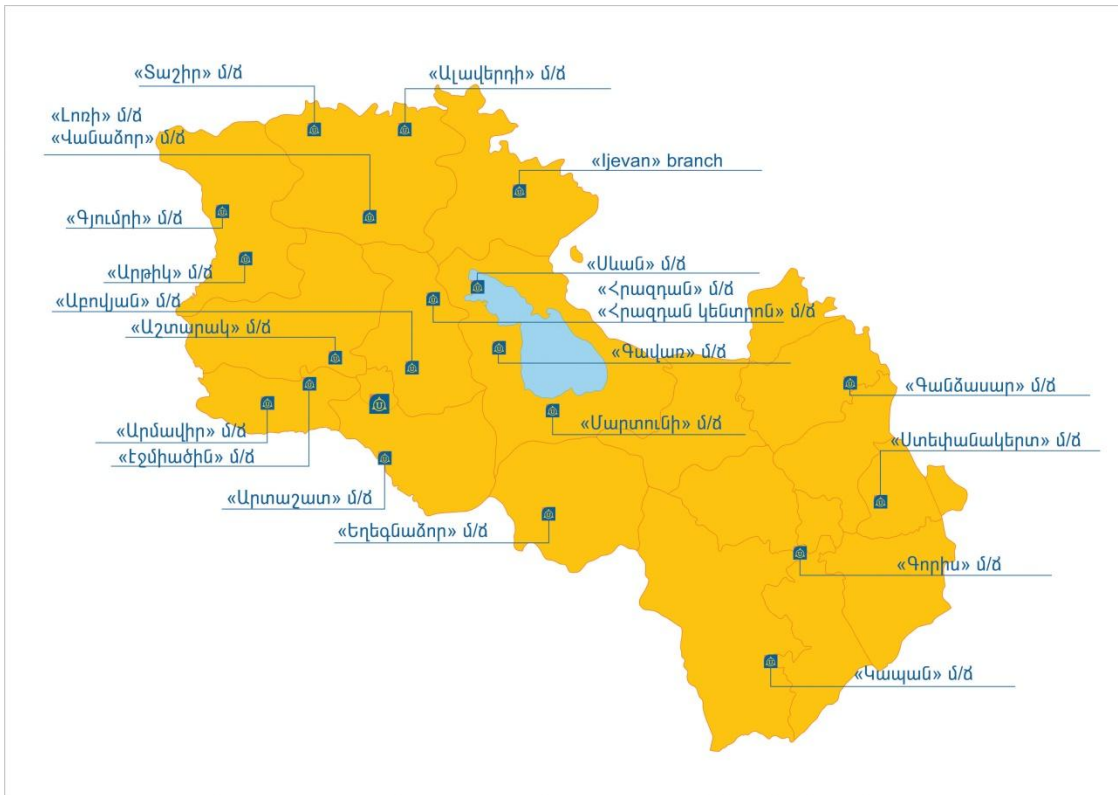 «Տաշիր» մ/ճ
«Ալավերդի» մ/ճ
«Լոռի» մ/ճ
«Վանաձոր» մ/ճ
«Ijevan» branch
«Գյումրի» մ/ճ
«Արթիկ» մ/ճ
«Սևան» մ/ճ
«Հրազդան» մ/ճ
«Հրազդան կենտրոն» մ/ճ
«Աբովյան» մ/ճ
«Աշտարակ» մ/ճ
«Գավառ» մ/ճ
«Գանձասար» մ/ճ
«Մարտունի» մ/ճ
«Արմավիր» մ/ճ
«Էջմիածին» մ/ճ
«Ստեփանակերտ» մ/ճ
«Արտաշատ» մ/ճ
«Եղեգնաձոր» մ/ճ
«Գորիս» մ/ճ
«Կապան» մ/ճ